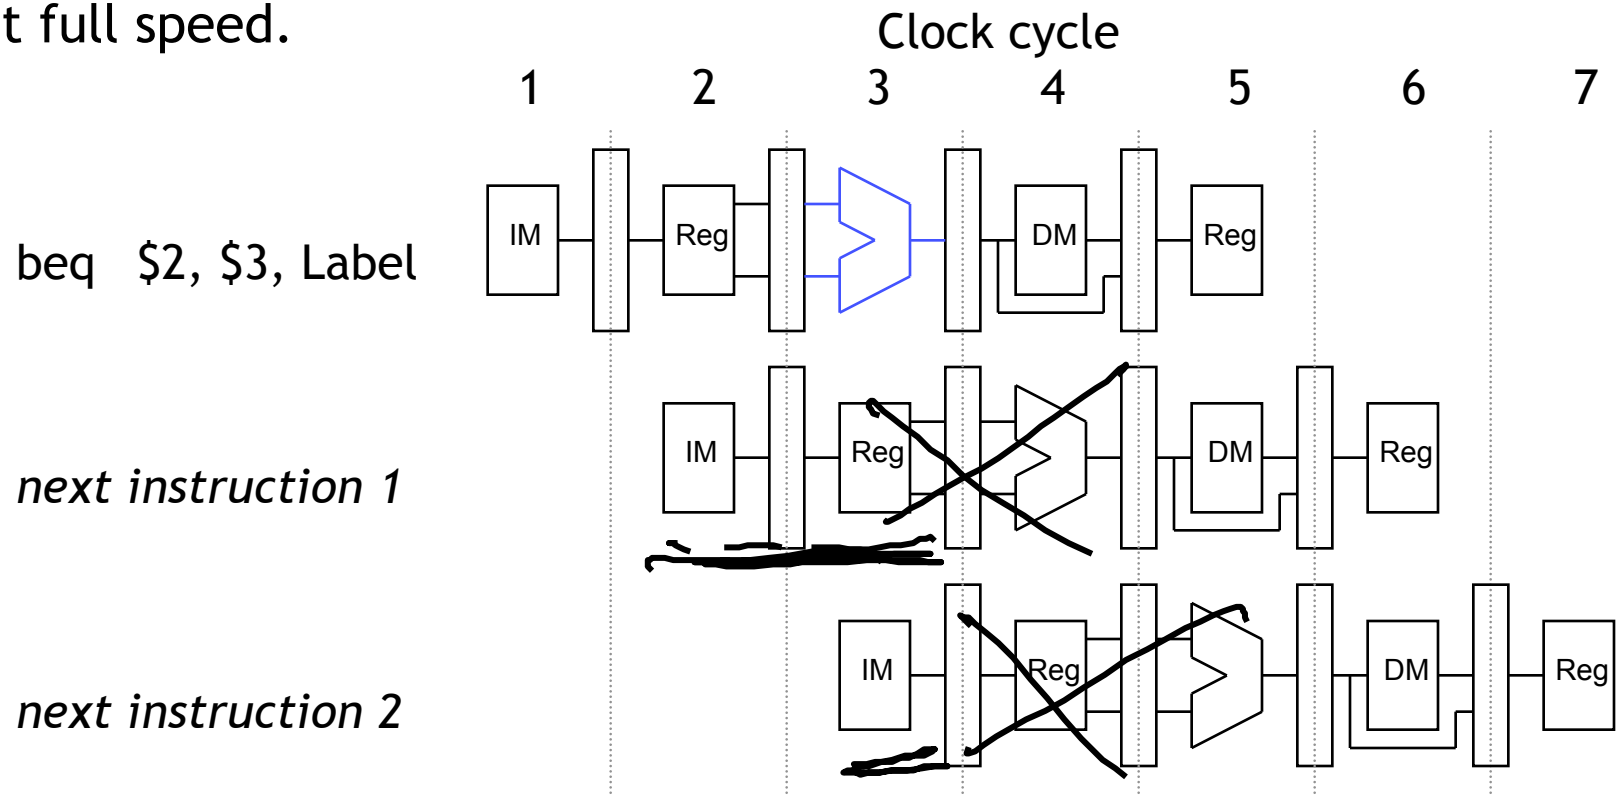 t full speed.
Clock cycle
1 2 3 4 5 6 7
beq $2, $3, Label
IM Reg DM Reg
next instruction 1
IM Reg DM Reg
next instruction 2
IM Reg DM Reg